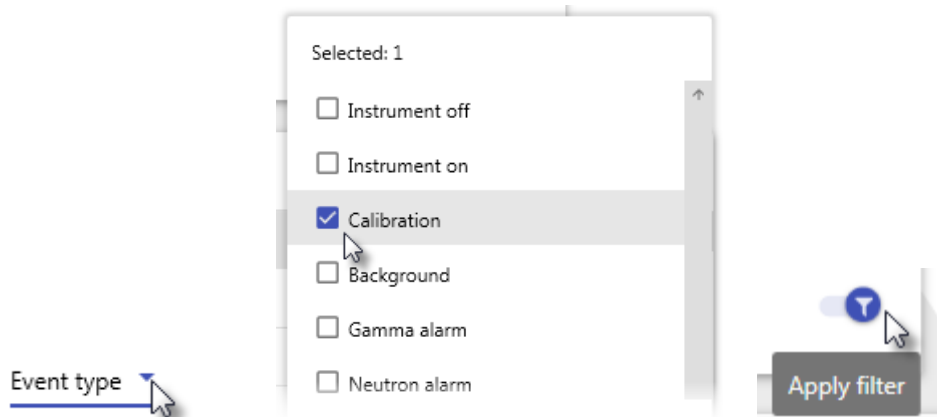 Selected: 1
Instrument off
Instrument on
Calibration
Background
Gamma alarm
Neutron alarm
Event type
Apply filter